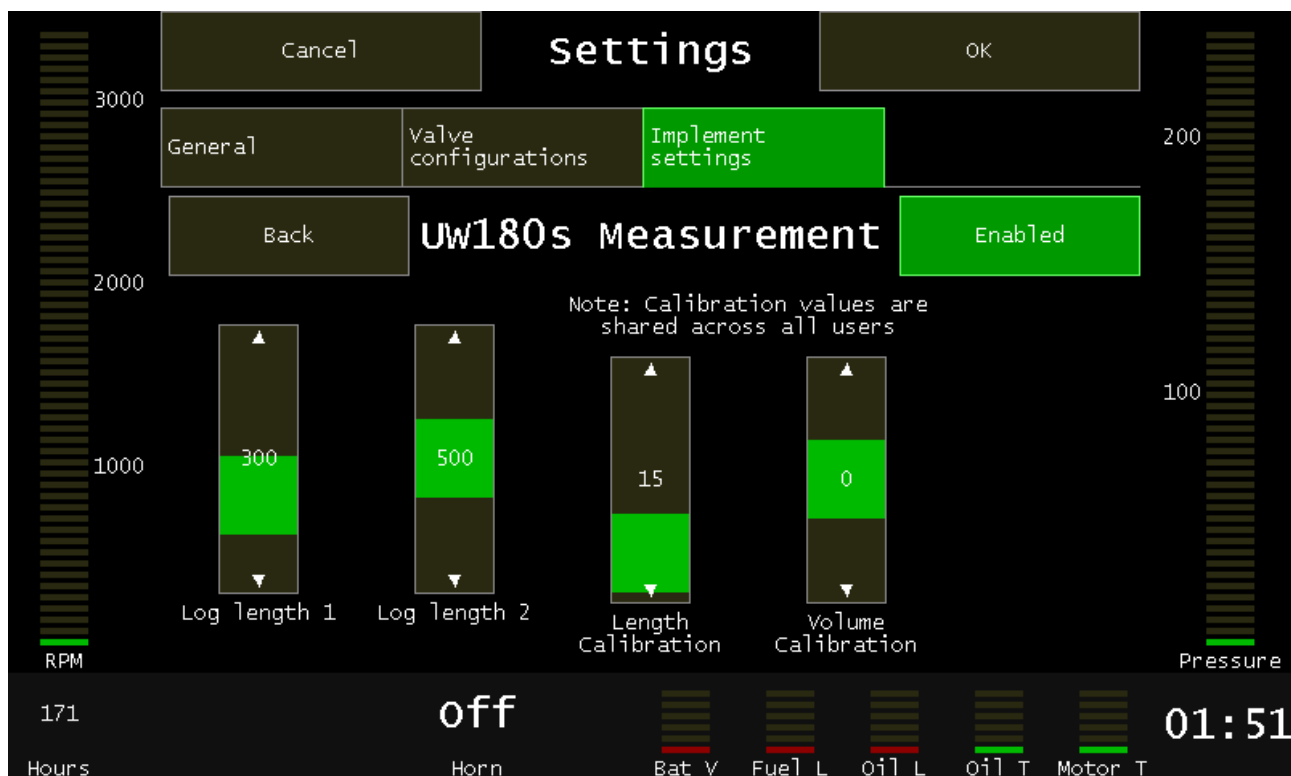 Cancel
Settings
OK
3000
200
General
Valve
configurations
Implement
settings
Back
UW180s Measurement
Enabled
2000
Note: Calibration values are
shared across all users
100
1000
300
500
15
0
Log length 1
Log length 2
Length
Calibration
Volume
Calibration
RPM
Pressure
171
Off
01:51
Hours
Horn
Bat V
Fuel L
Oil L
Oil T
Motor T